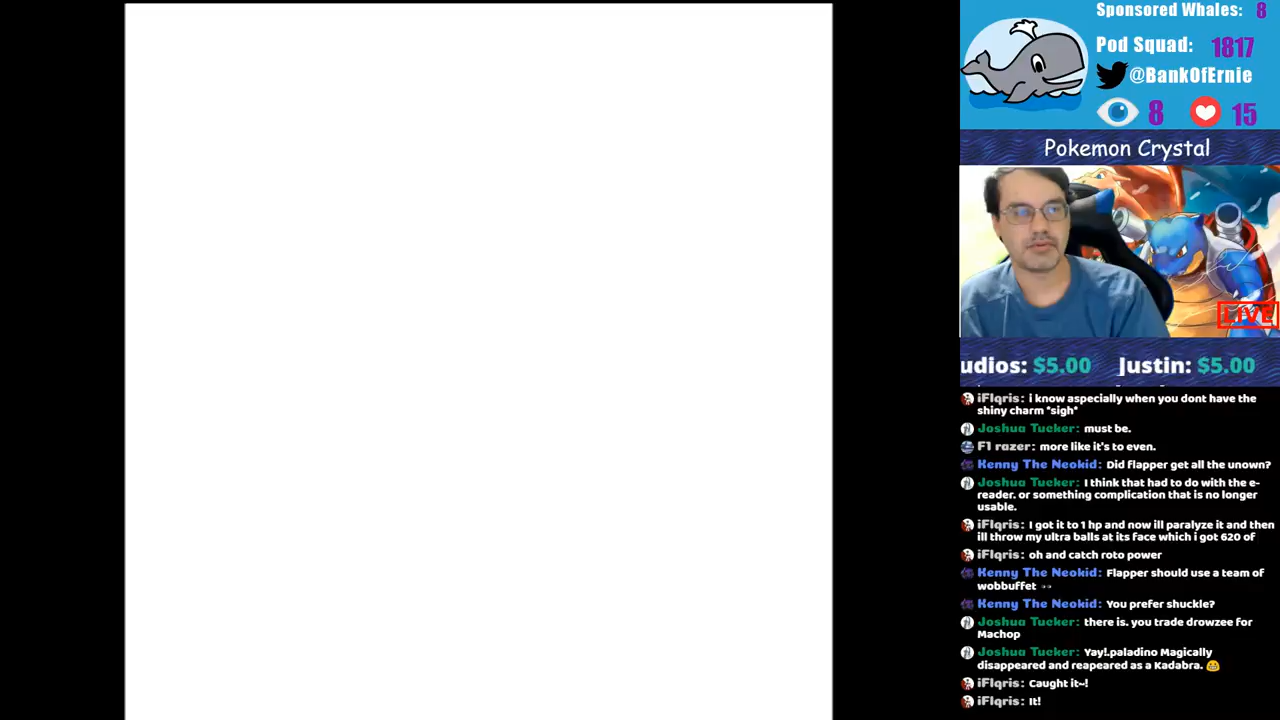 Sponsored Whales: 8
Pod Squad: 1817
@BankOfErnie
8 15
Pokemon Crystal
LIVE
udios: $5.00 Justin: $5.00
iFIqris: i know aspecially when you dont have the
shiny charm *sigh*
Joshua Tucker: must be.
F1 razer: more like it's to even.
Kenny The Neokid: Did flapper get all the unown?
Joshua Tucker: I think that had to do with the e-
reader. or something complication that is no longer
usable.
iFIqris: I got it to 1 hp and now ill paralyze it and then
ill throw my ultra balls at its face which i got 620 of
iFIqris: oh and catch roto power
Kenny The Neokid: Flapper should use a team of
wobbuffet
Kenny The Neokid: You prefer shuckle?
Joshua Tucker: there is. you trade drowzee for
Machop
Joshua Tucker: Yay!.paladino Magically
disappeared and reapeared as a Kadabra. 😁
iFIqris: Caught it~!
iFIqris: It!